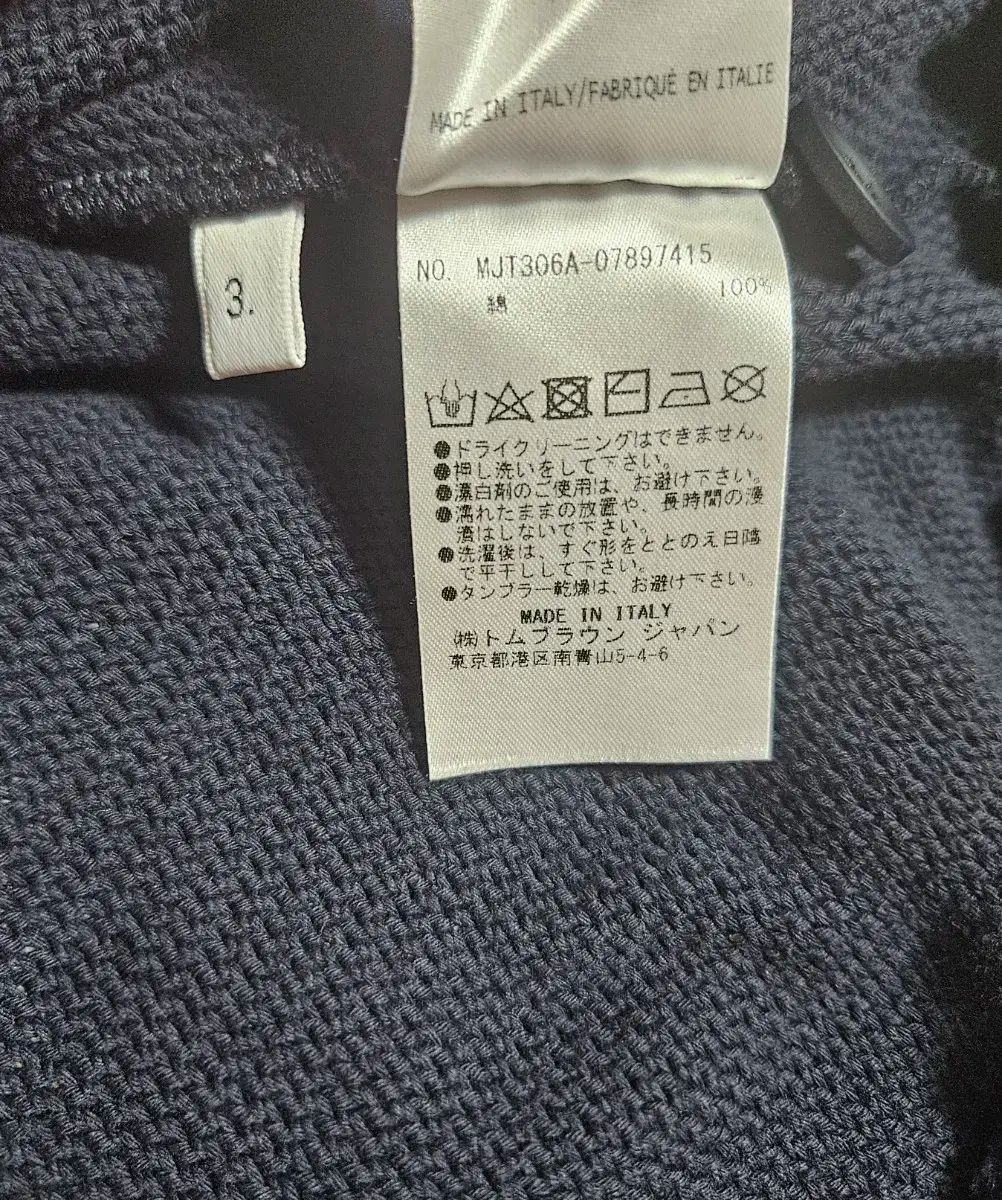 MADE IN ITALY/FABRIQUÉ EN ITALIE
3.
NO. MJT306A-07897415
綿 100%
●ドライクリーニングはできません。
●押し洗いをして下さい。
●漂白剤のご使用は、お避け下さい。
●濡れたままの放置や、長時間の浸
漬はしないで下さい。
●洗濯後は、すぐ形をととのえ日陰
で平干しして下さい。
●タンブラー乾燥は、お避け下さい。
MADE IN ITALY
(株)トムブラウン ジャパン
東京都港区南青山5-4-6